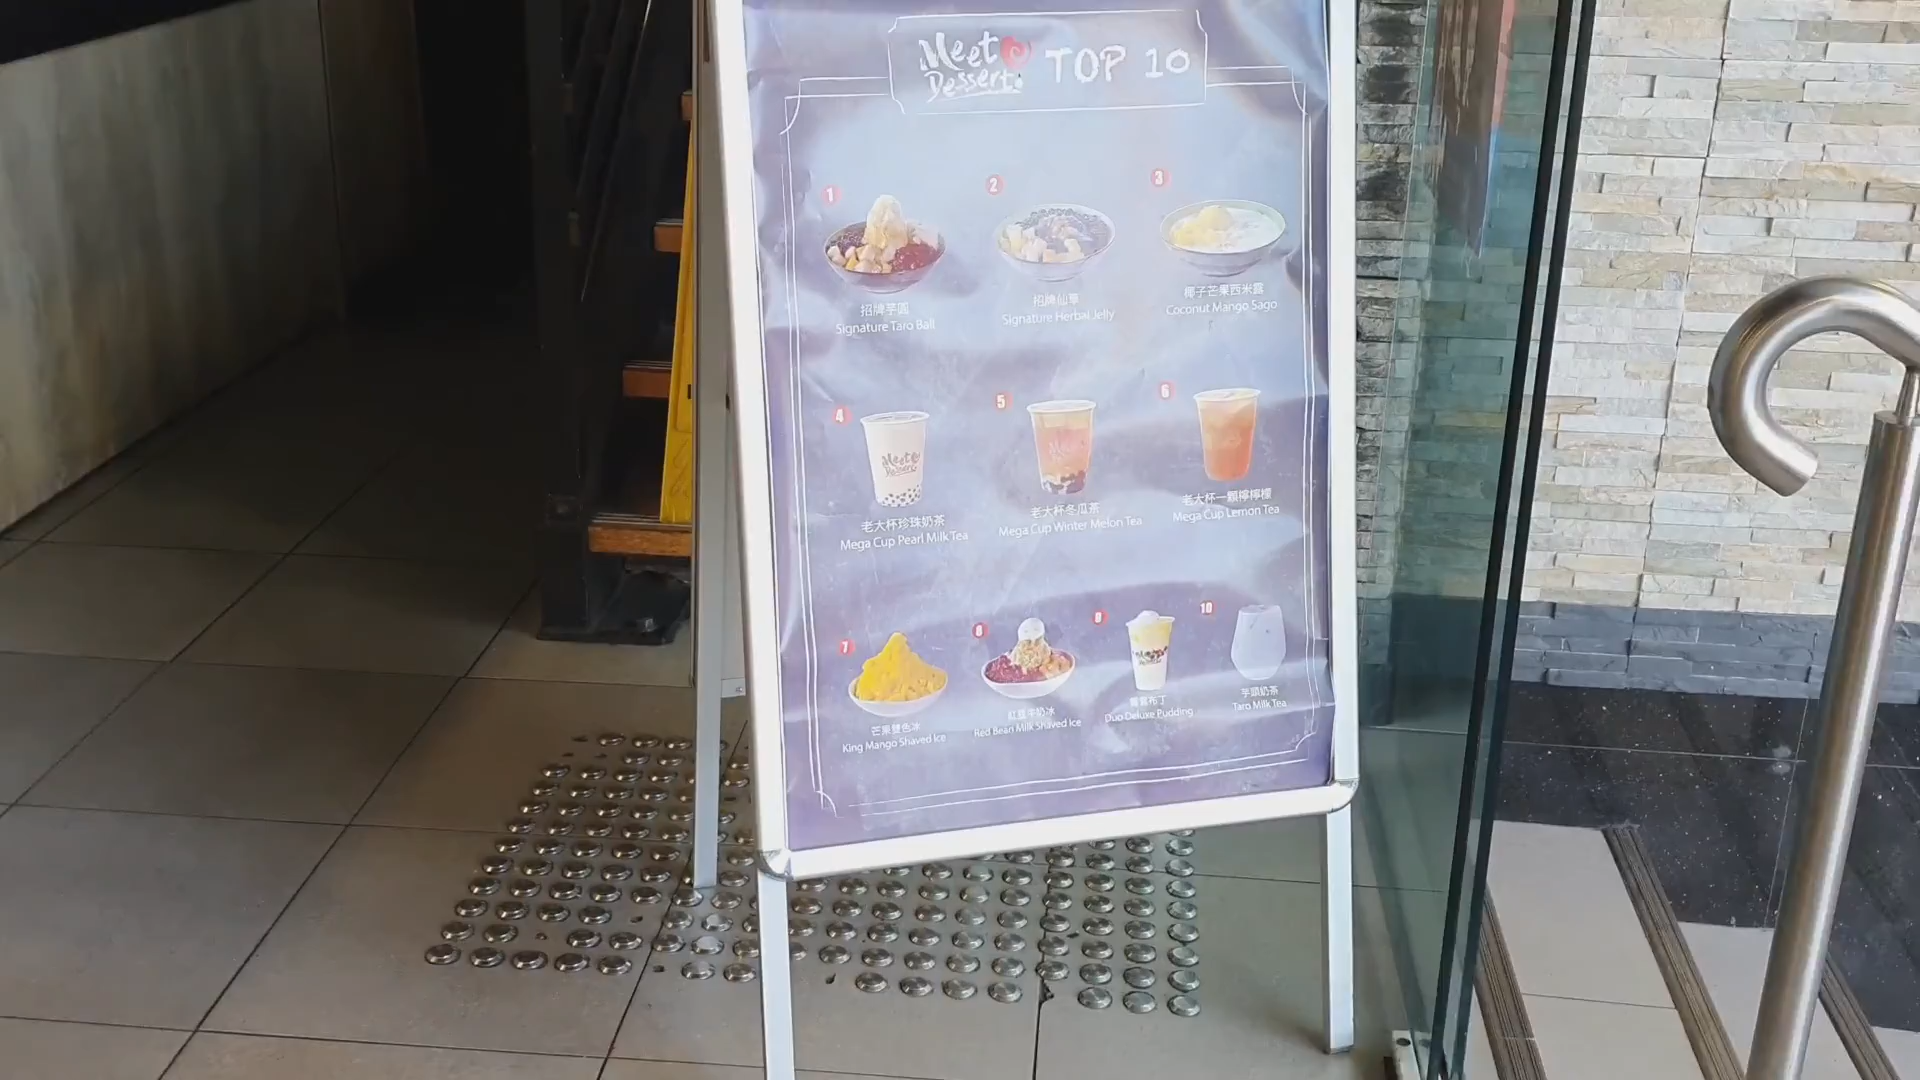 Meet Dessert TOP 10
1
2
3
招牌芋圓
Signature Taro Ball
招牌仙草
Signature Herbal Jelly
椰子芒果西米露
Coconut Mango Sago
4
5
6
Meet Dessert
老大杯珍珠奶茶
Mega Cup Pearl Milk Tea
老大杯冬瓜茶
Mega Cup Winter Melon Tea
老大杯一顆檸檸檬
Mega Cup Lemon Tea
7
8
9
10
芒果雙色冰
King Mango Shaved Ice
紅豆牛奶冰
Red Bean Milk Shaved Ice
布丁
Duo Deluxe Pudding
芋頭奶茶
Taro Milk Tea